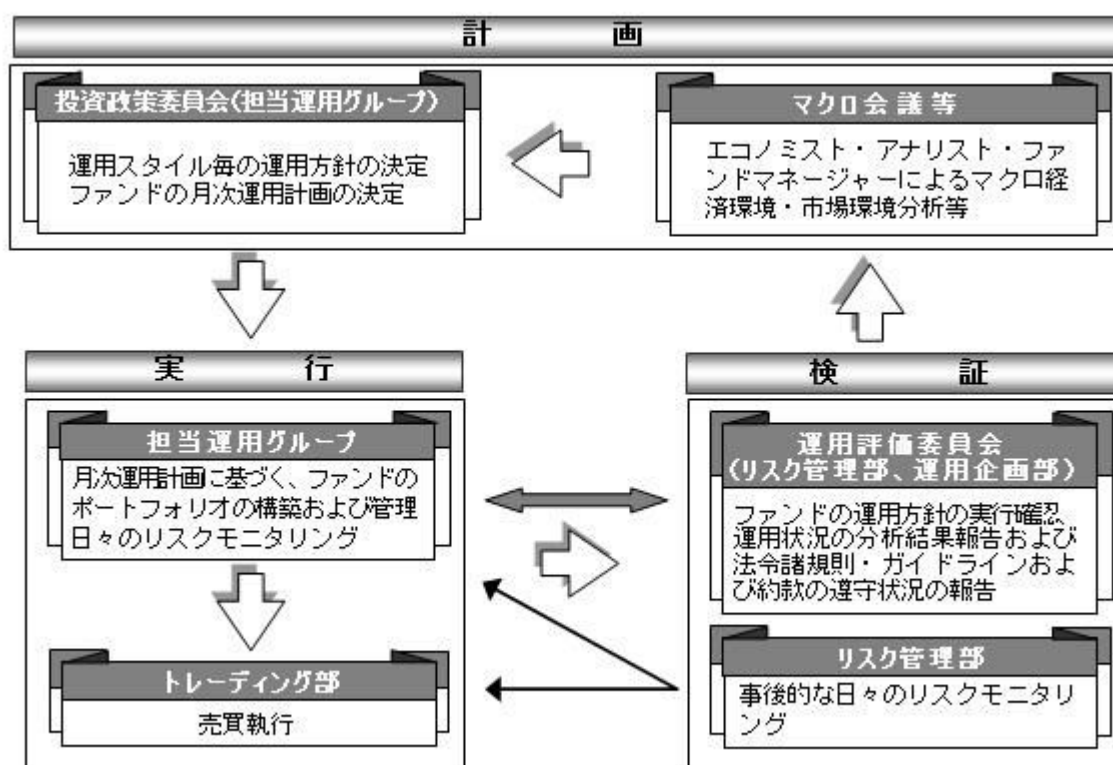 計画
投資政策委員会(担当運用グループ)
運用スタイル毎の運用方針の決定
ファンドの月次運用計画の決定
マクロ会議等
エコノミスト・アナリスト・ファ
ンドマネージャーによるマクロ経
済環境・市場環境分析等
実行
担当運用グループ
月次運用計画に基づく、ファンドの
ポートフォリオの構築および管理
日々のリスクモニタリング
トレーディング部
売買執行
検証
運用評価委員会
(リスク管理部、運用企画部)
ファンドの運用方針の実行確認、
運用状況の分析結果報告および
法令諸規則・ガイドラインおよ
び約款の遵守状況の報告
リスク管理部
事後的な日々のリスクモニタリ
ング